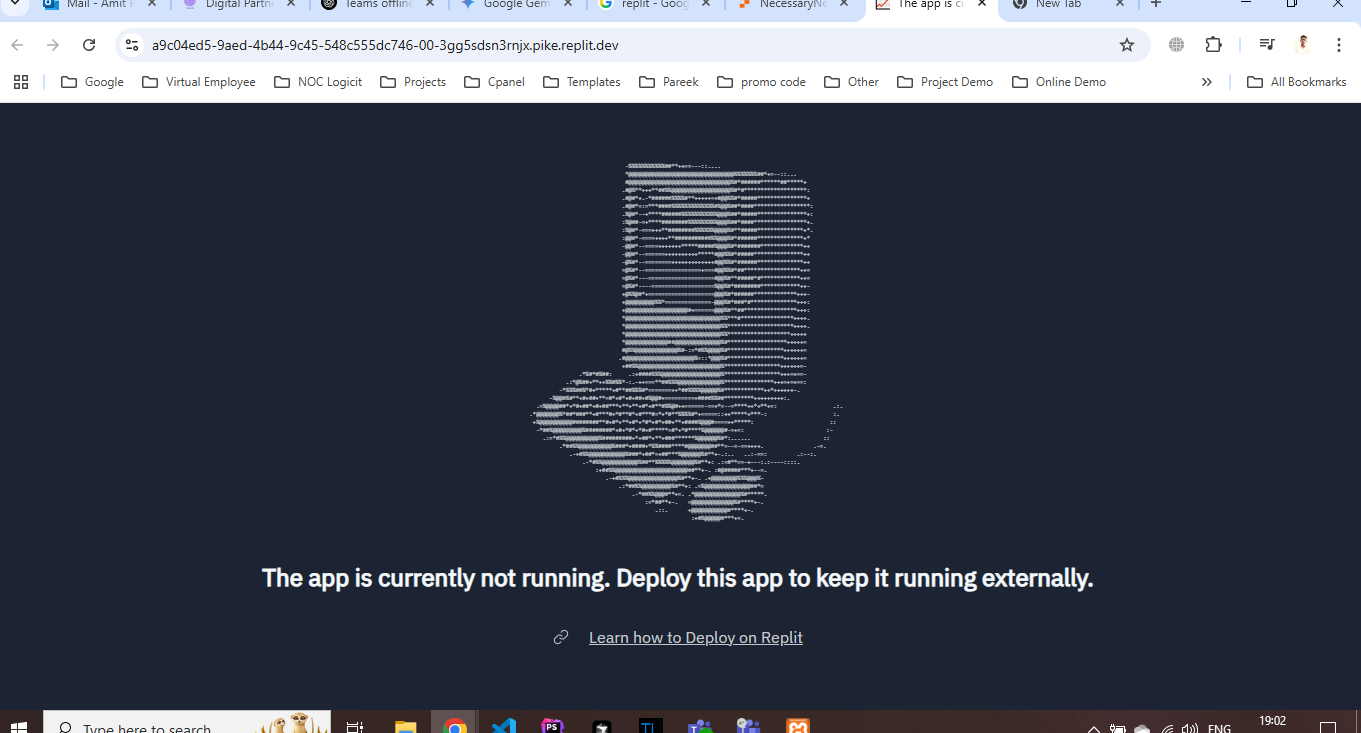 Mail - Amit
Digital Partn
Teams offline
Google Gem
replit - Goog
NecessaryNe
The app is cu
New Tab
a9c04ed5-9aed-4b44-9c45-548c555dc746-00-3gg5sdsn3rnjx.pike.replit.dev
Google
Virtual Employee
NOC Logicit
Projects
Cpanel
Templates
Pareek
promo code
Other
Project Demo
Online Demo
All Bookmarks
The app is currently not running. Deploy this app to keep it running externally.
Learn how to Deploy on Replit
Type here to search
PS
ENG
19:02